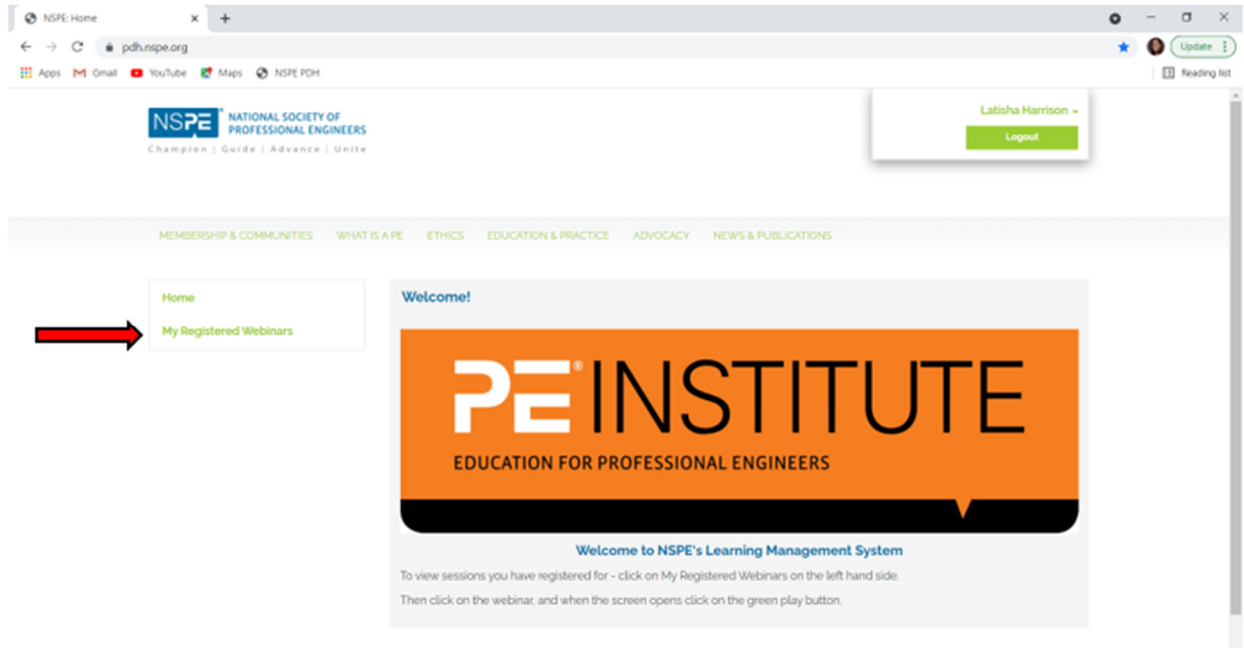 NSPE: Home
pdh.nspe.org
Update
Apps Gmail YouTube Maps NSPE PDH
Reading list
NSPE® NATIONAL SOCIETY OF
PROFESSIONAL ENGINEERS
Champion | Guide | Advance | Unite
Latisha Harrison
Logout
MEMBERSHIP & COMMUNITIES WHAT IS A PE ETHICS EDUCATION & PRACTICE ADVOCACY NEWS & PUBLICATIONS
Home
My Registered Webinars
Welcome!
PE® INSTITUTE
EDUCATION FOR PROFESSIONAL ENGINEERS
Welcome to NSPE's Learning Management System
To view sessions you have registered for - click on My Registered Webinars on the left hand side.
Then click on the webinar, and when the screen opens click on the green play button.